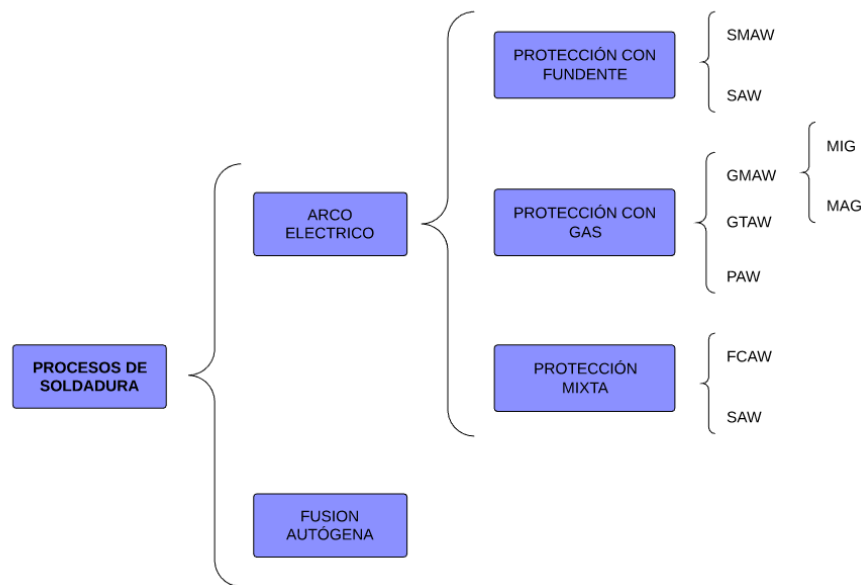 PROCESOS DE
SOLDADURA
ARCO
ELECTRICO
PROTECCIÓN CON
FUNDENTE
SMAW
SAW
PROTECCIÓN CON
GAS
GMAW
MIG
MAG
GTAW
PAW
PROTECCIÓN
MIXTA
FCAW
SAW
FUSION
AUTÓGENA